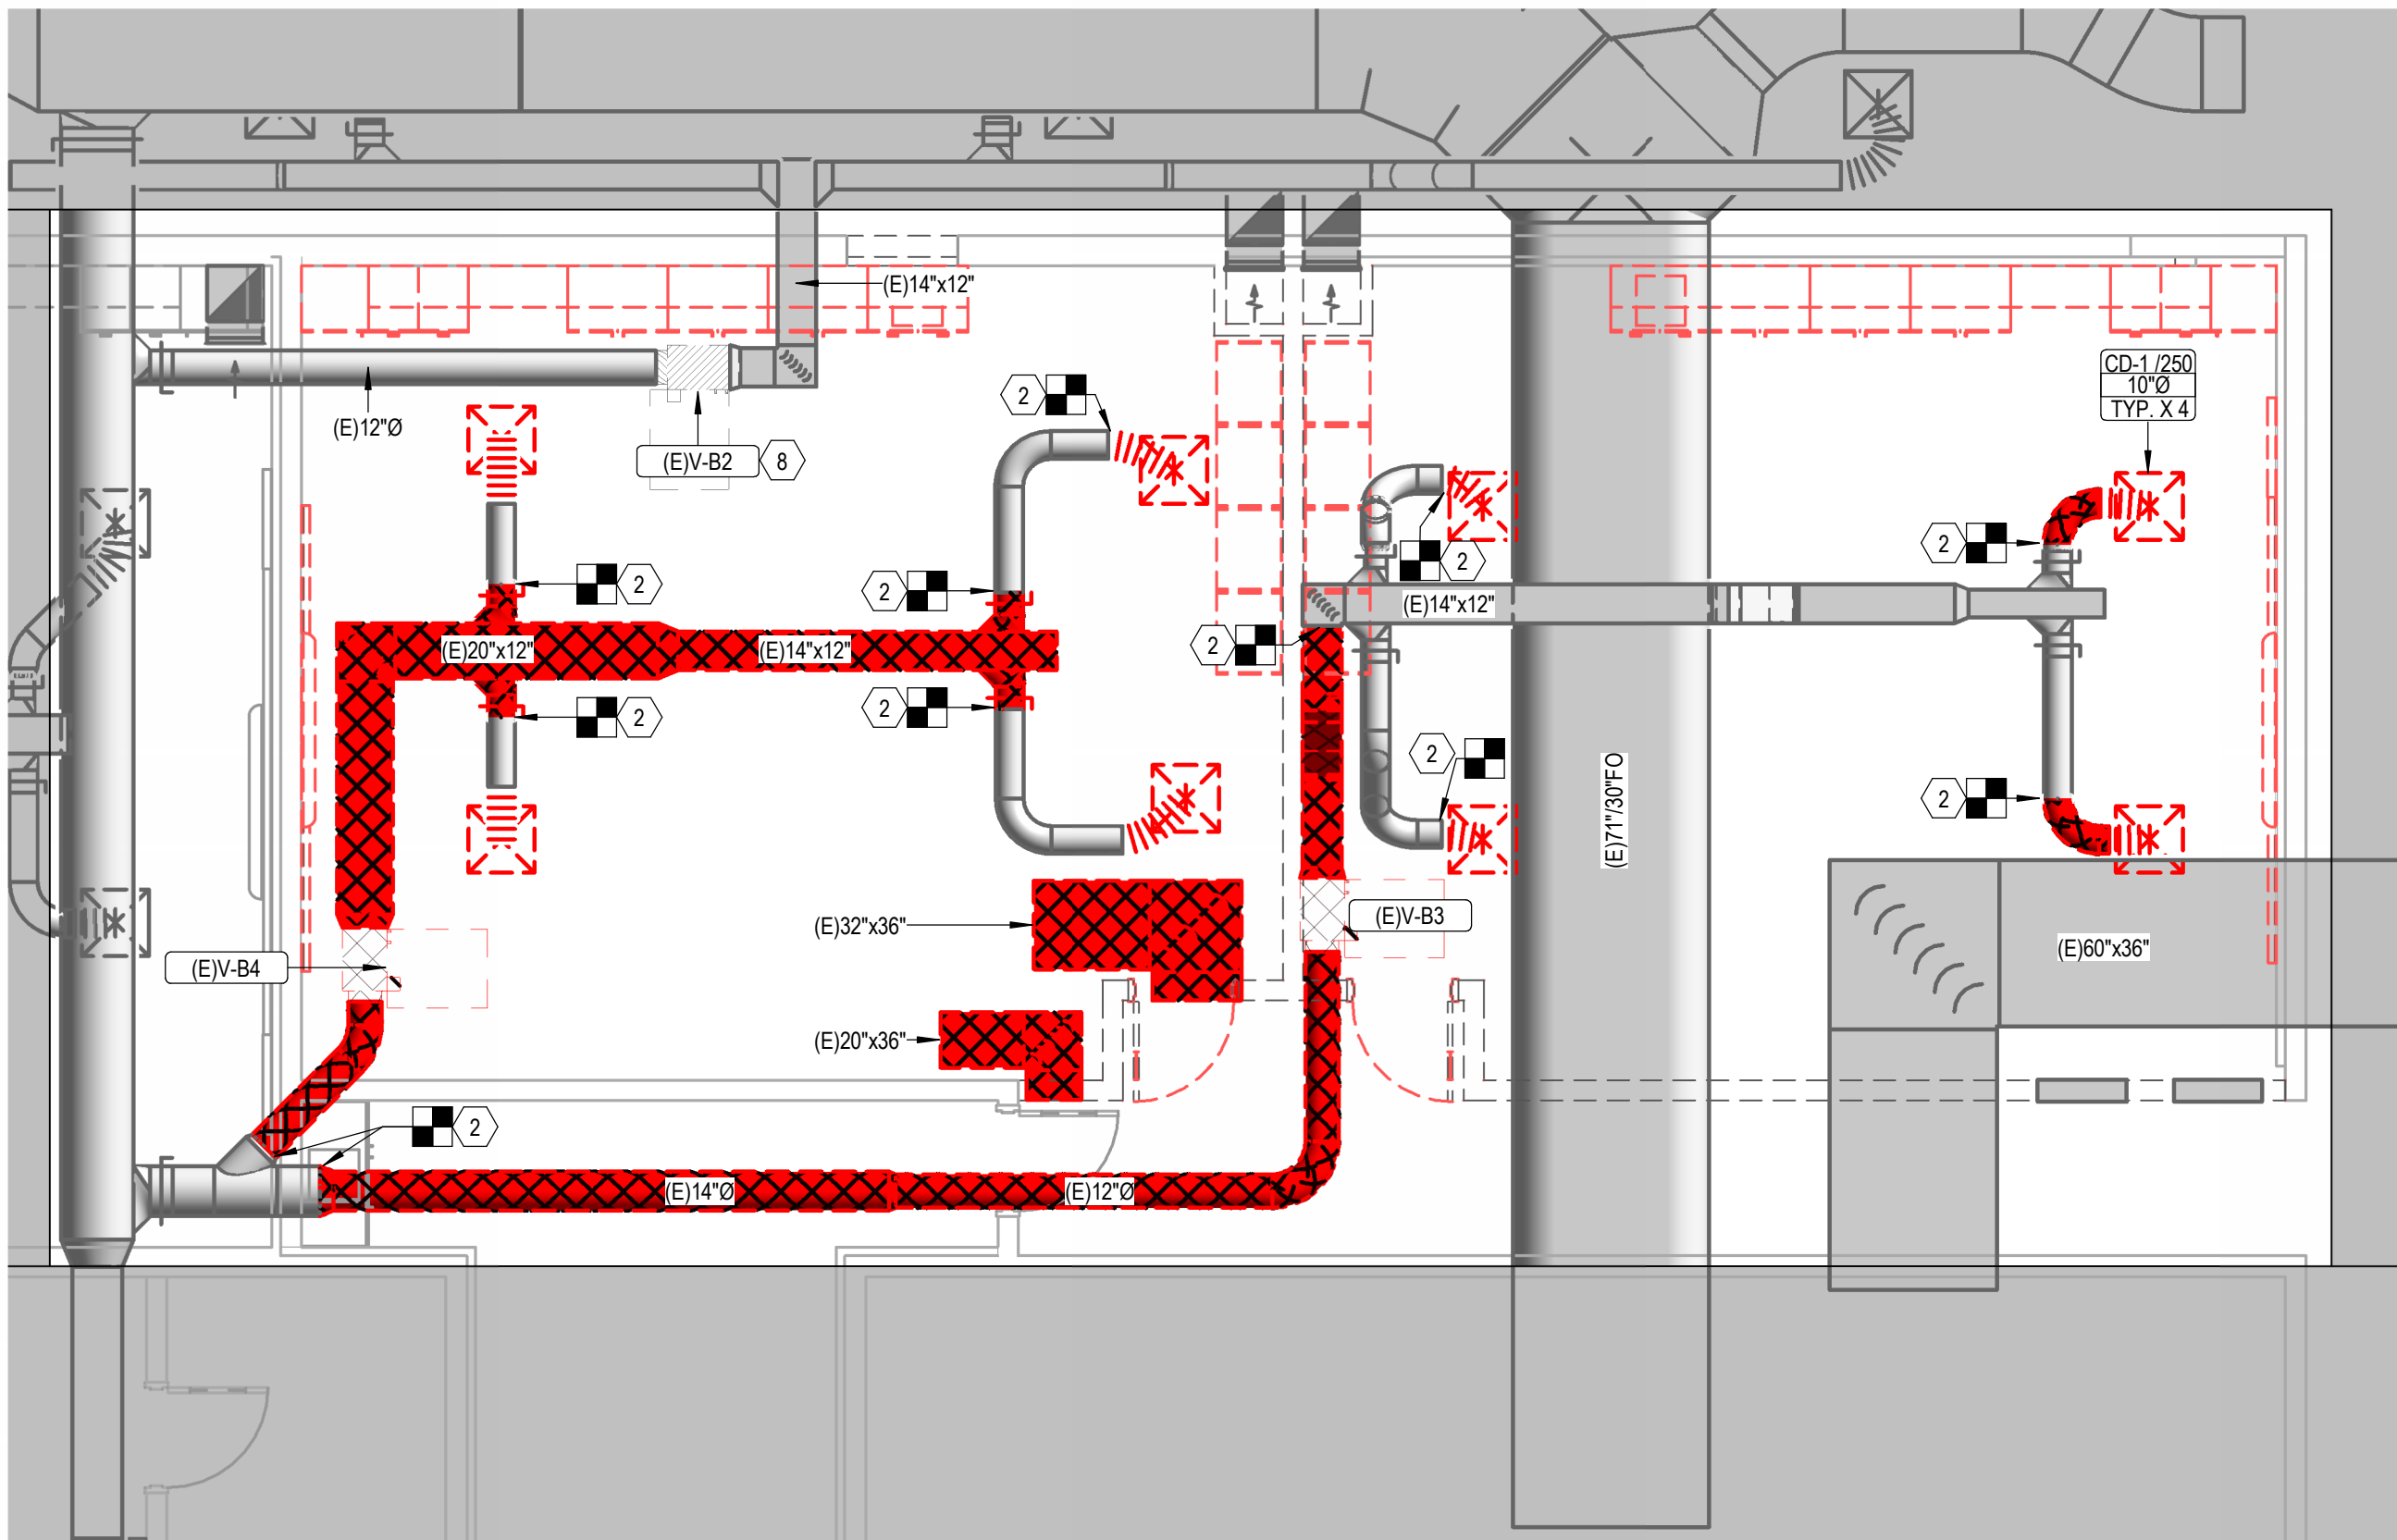 (E)14"x12"
CD-1 /250
10"Ø
TYP. X 4
2
(E)12"Ø
(E)V-B2
8
2
2
2
2
(E)14"x12"
2
(E)20"x12"
(E)14"x12"
2
2
2
2
(E)71"/30"FO
2
(E)32"x36"
(E)V-B3
(E)60"x36"
(E)V-B4
(E)20"x36"
2
(E)14"Ø
(E)12"Ø